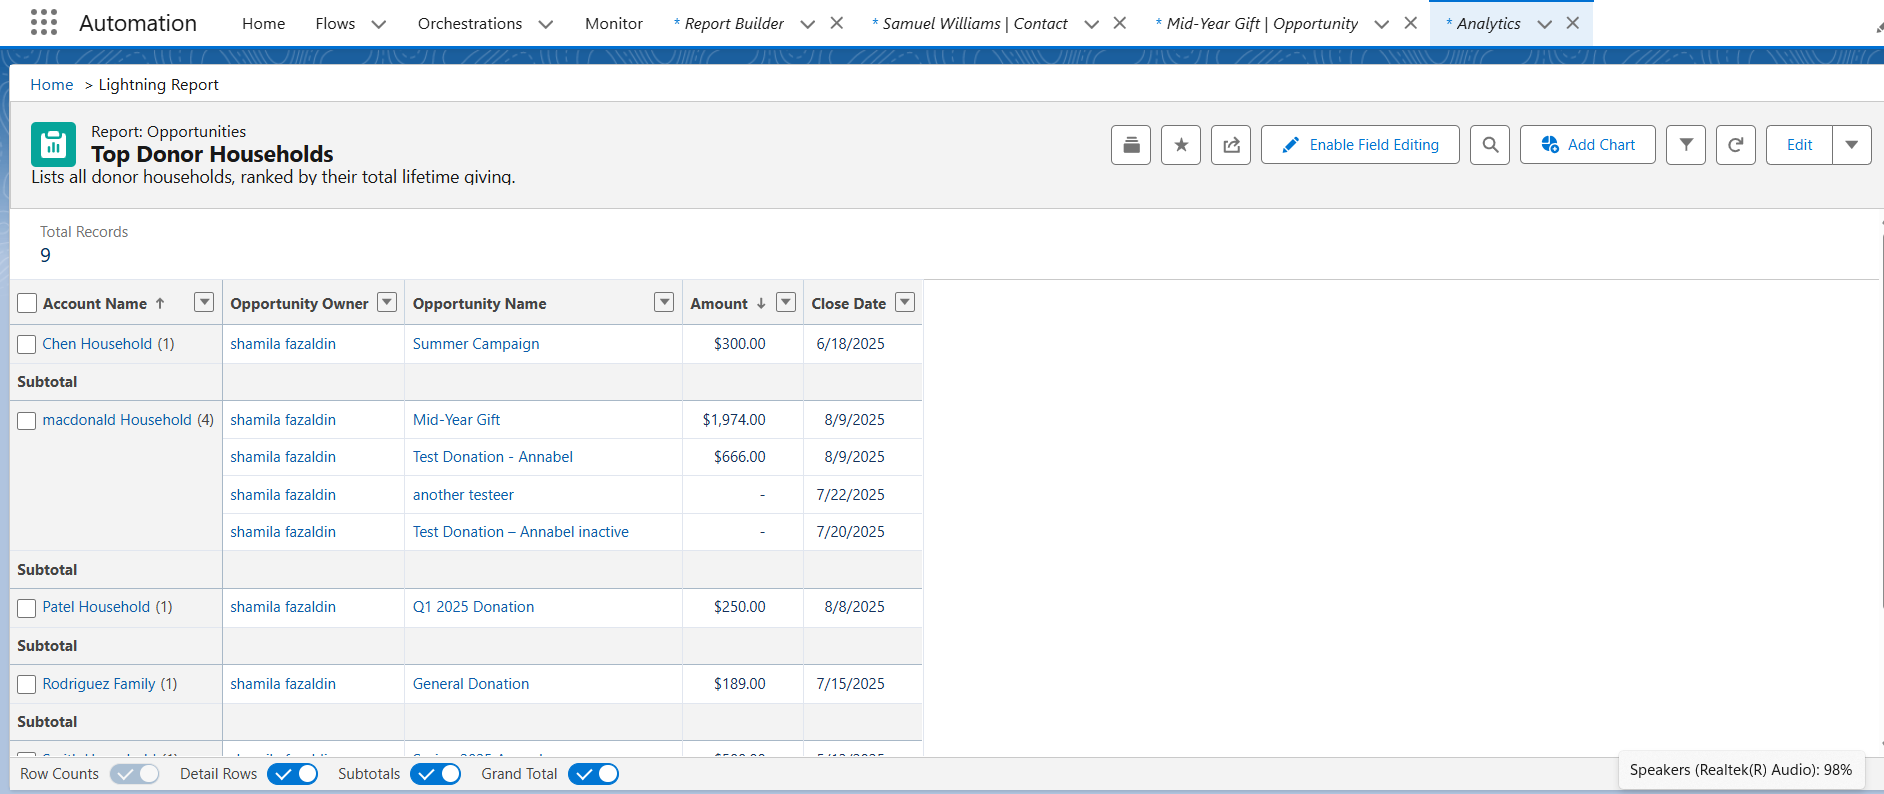 Automation Home Flows Orchestrations Monitor * Report Builder * Samuel Williams | Contact * Mid-Year Gift | Opportunity * Analytics
Home > Lightning Report
Report: Opportunities
Top Donor Households
Lists all donor households, ranked by their total lifetime giving.
Enable Field Editing Add Chart Edit
Total Records
9
Account Name ↑ Opportunity Owner Opportunity Name Amount ↓ Close Date
Chen Household (1) shamila fazaldin Summer Campaign $300.00 6/18/2025
Subtotal
macdonald Household (4) shamila fazaldin Mid-Year Gift $1,974.00 8/9/2025
shamila fazaldin Test Donation - Annabel $666.00 8/9/2025
shamila fazaldin another testeer - 7/22/2025
shamila fazaldin Test Donation – Annabel inactive - 7/20/2025
Subtotal
Patel Household (1) shamila fazaldin Q1 2025 Donation $250.00 8/8/2025
Subtotal
Rodriguez Family (1) shamila fazaldin General Donation $189.00 7/15/2025
Subtotal
Row Counts Detail Rows Subtotals Grand Total
Speakers (Realtek(R) Audio): 98%